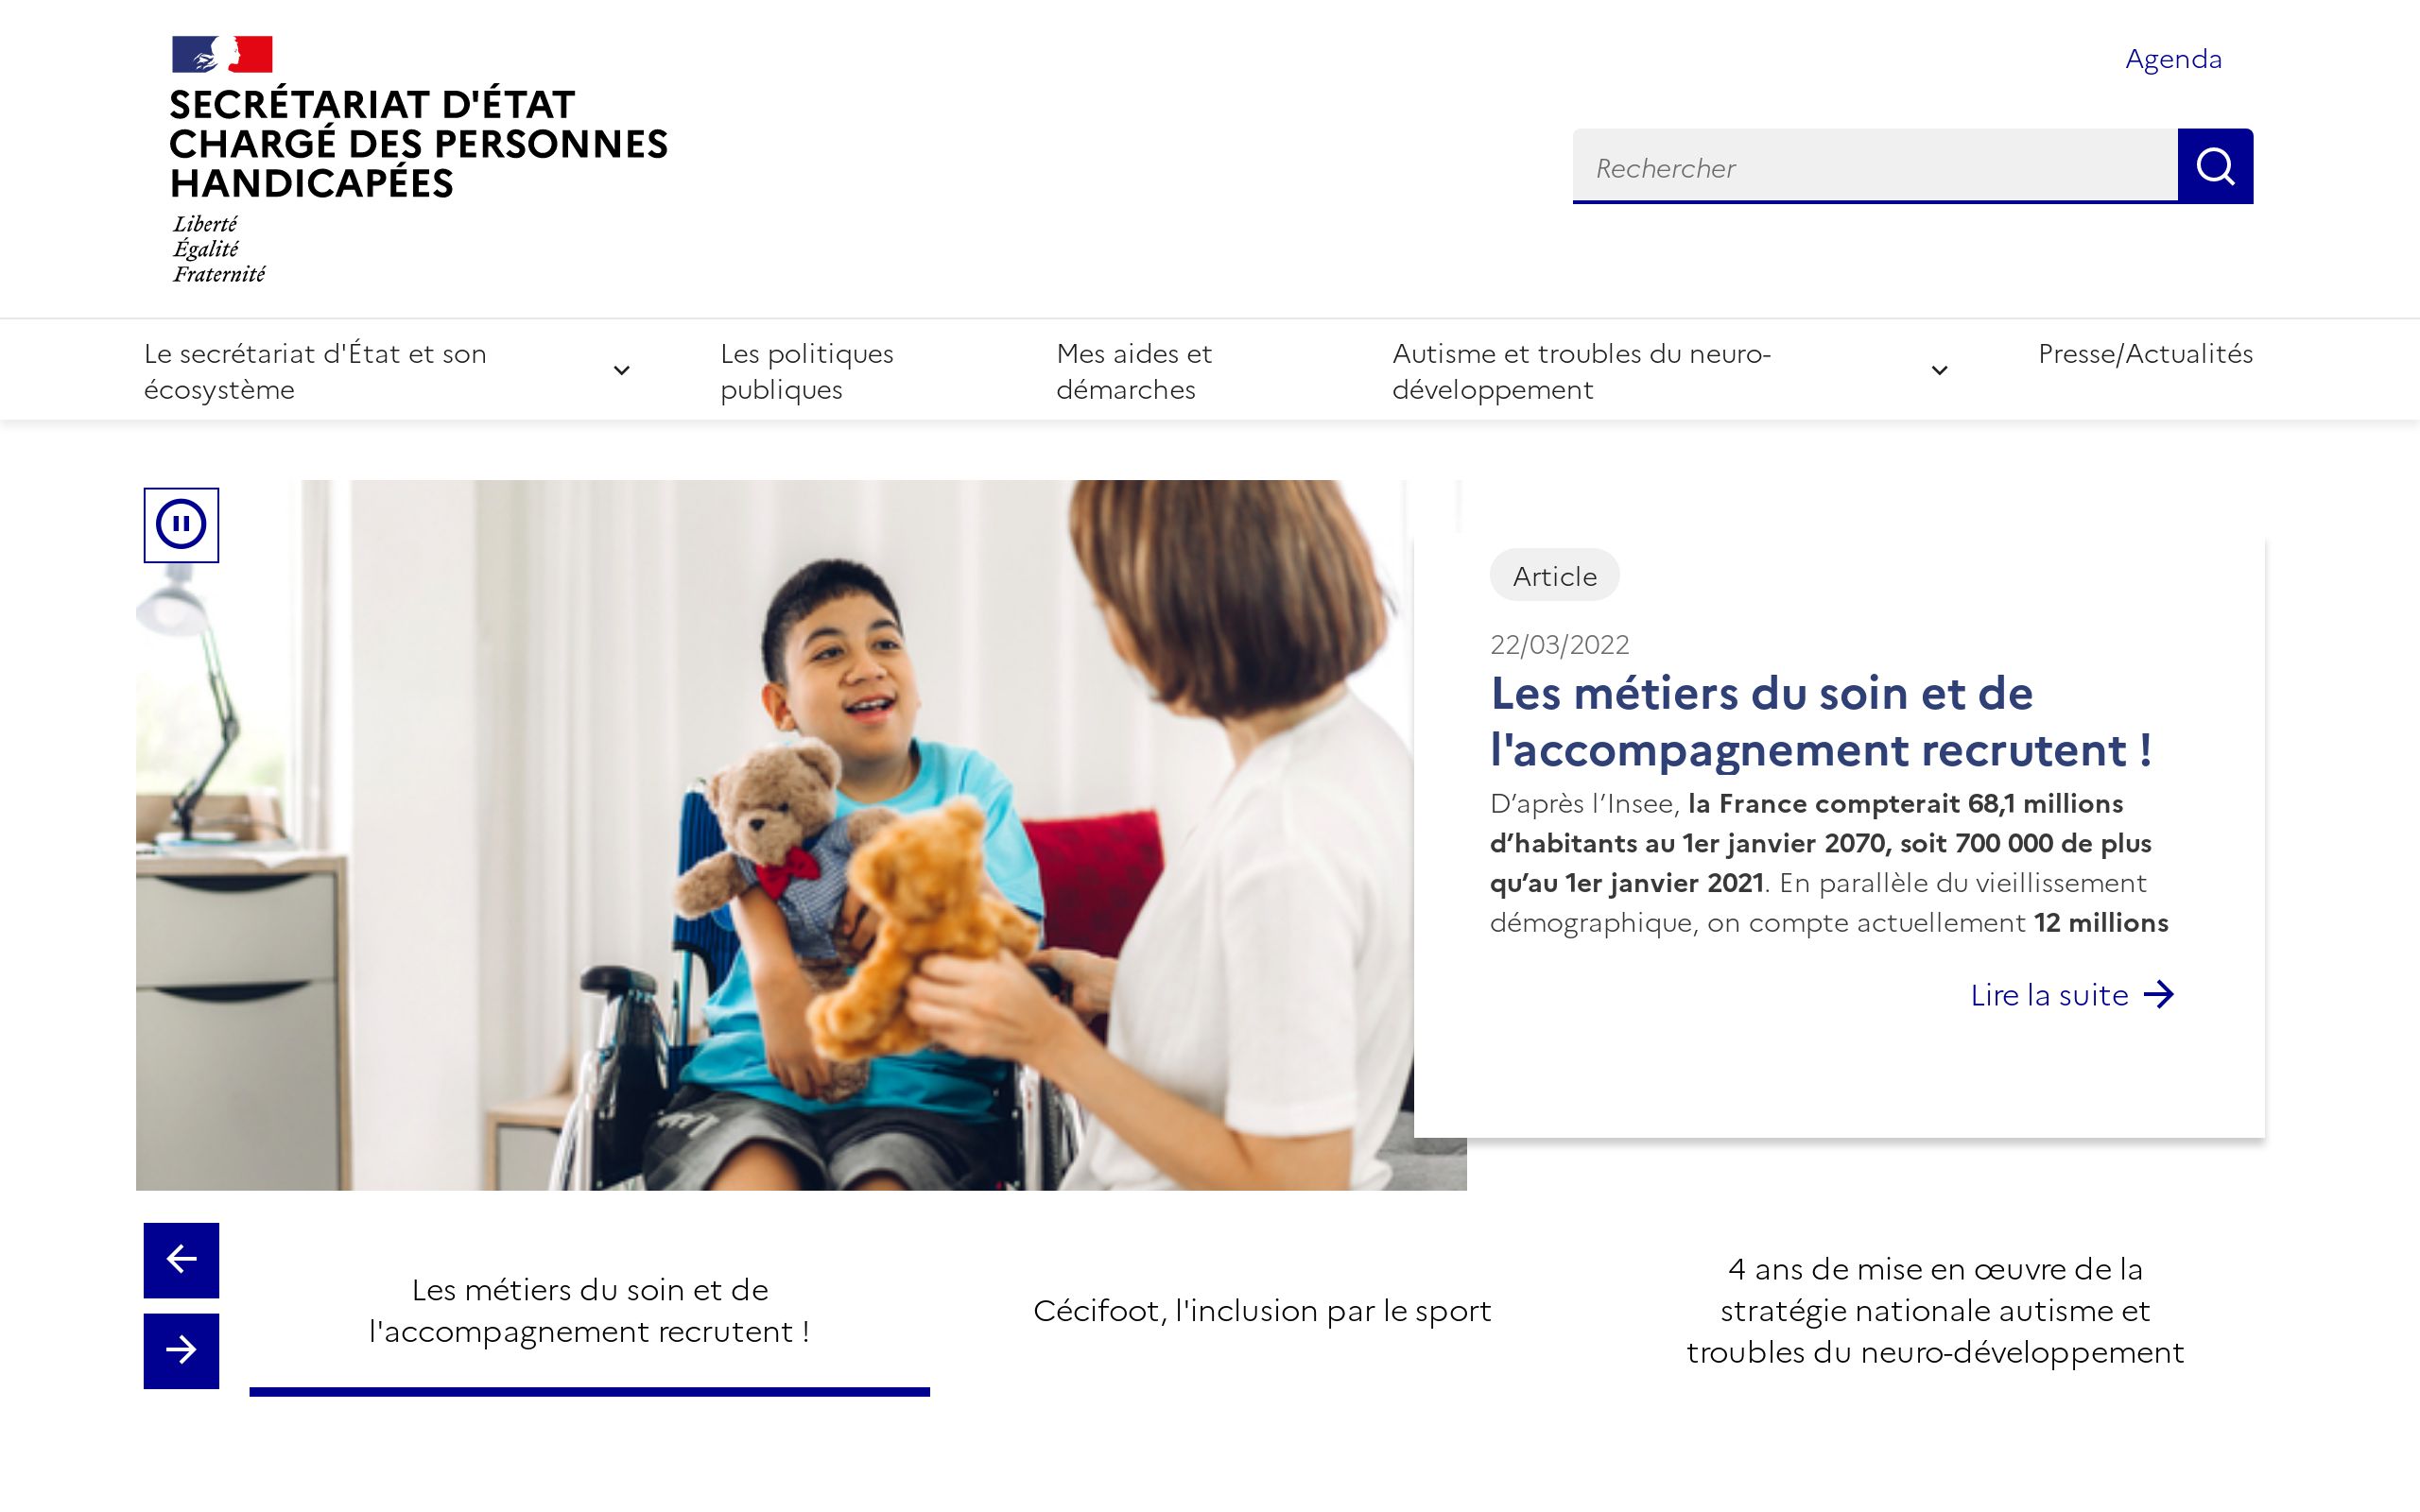 SECRÉTARIAT D'ÉTAT
CHARGÉ DES PERSONNES
HANDICAPÉES
Liberté
Égalité
Fraternité
Agenda
Rechercher
Le secrétariat d'État et son
écosystème
Les politiques
publiques
Mes aides et
démarches
Autisme et troubles du neuro-
développement
Presse/Actualités
Article
22/03/2022
Les métiers du soin et de
l'accompagnement recrutent !
D’après l’Insee, la France compterait 68,1 millions
d’habitants au 1er janvier 2070, soit 700 000 de plus
qu’au 1er janvier 2021. En parallèle du vieillissement
démographique, on compte actuellement 12 millions
Lire la suite
Les métiers du soin et de
l'accompagnement recrutent !
Cécifoot, l'inclusion par le sport
4 ans de mise en œuvre de la
stratégie nationale autisme et
troubles du neuro-développement